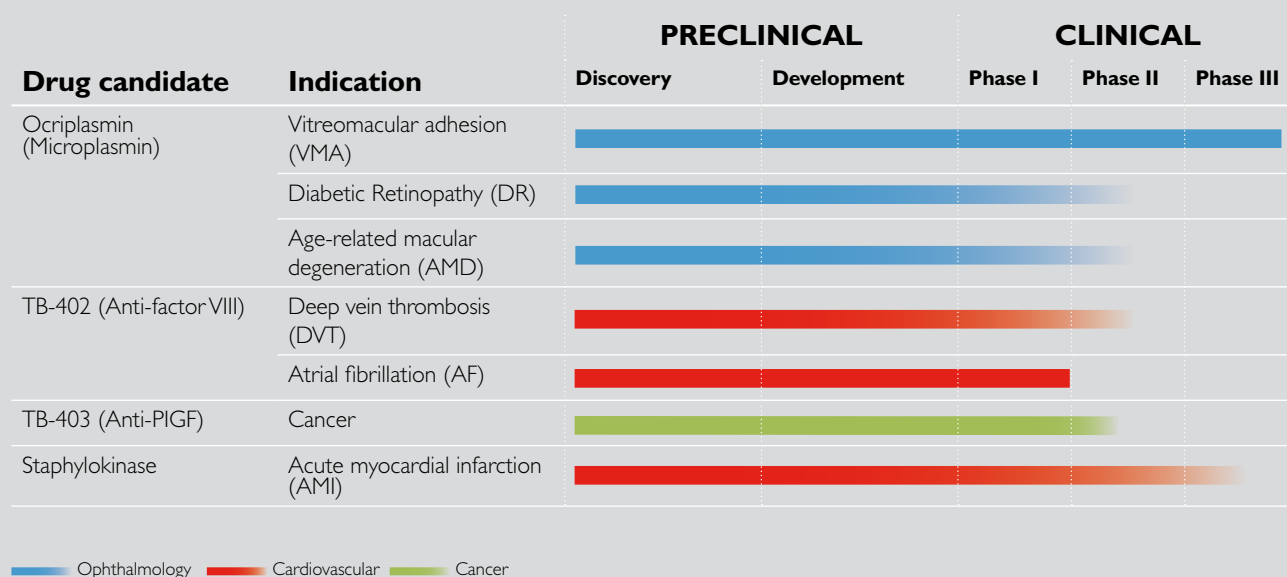 PRECLINICAL CLINICAL
Drug candidate Indication Discovery Development Phase I Phase II Phase III
Ocriplasmin
(Microplasmin)
Vitreomacular adhesion
(VMA)
Diabetic Retinopathy (DR)
Age-related macular
degeneration (AMD)
TB-402 (Anti-factor VIII)
Deep vein thrombosis
(DVT)
Atrial fibrillation (AF)
TB-403 (Anti-PIGF) Cancer
Staphylokinase
Acute myocardial infarction
(AMI)
Ophthalmology Cardiovascular Cancer